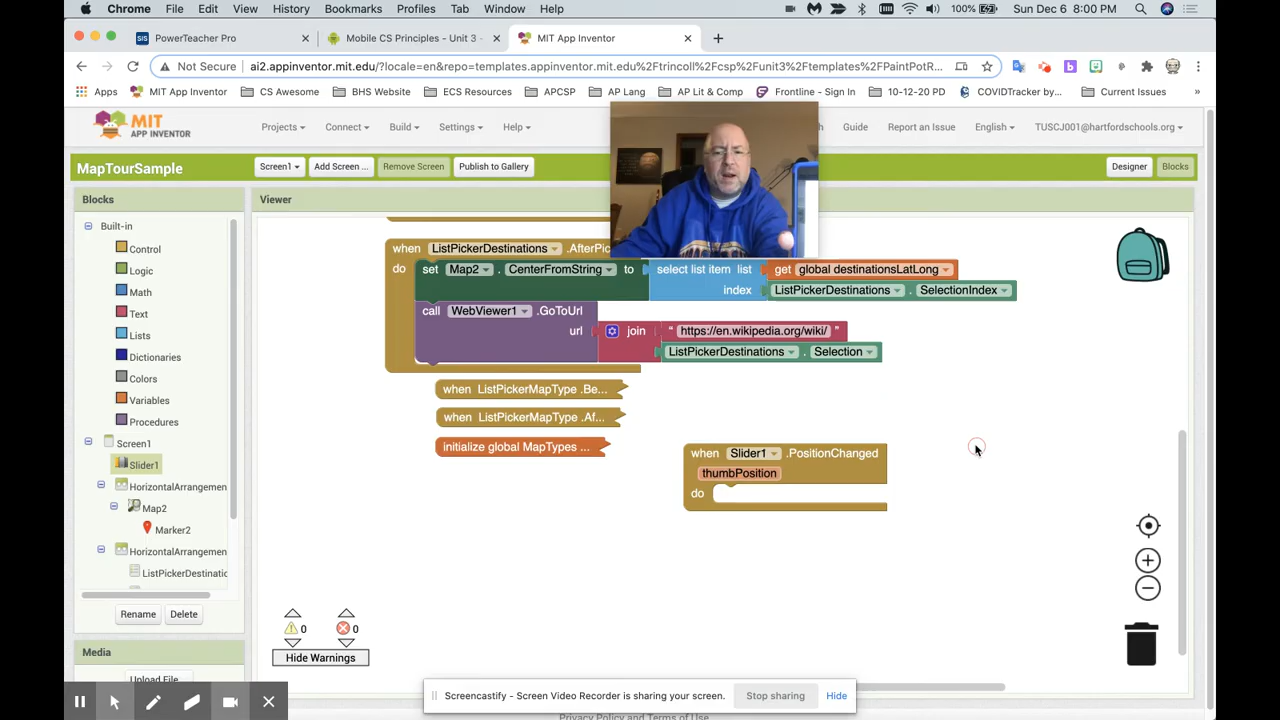 Chrome File Edit View History Bookmarks Profiles Tab Window Help 100% Sun Dec 6 8:00 PM
SIS PowerTeacher Pro Mobile CS Principles - Unit 3 - MIT App Inventor
Not Secure ai2.appinventor.mit.edu/?locale=en&repo=templates.appinventor.mit.edu%2Ftrincoll%2Fcsp%2Funit3%2Ftemplates%2FPaintPotR...
Apps MIT App Inventor CS Awesome BHS Website ECS Resources APCSP AP Lang AP Lit & Comp Frontline - Sign In 10-12-20 PD COVIDTracker by... Current Issues »
MIT APP INVENTOR
Projects Connect Build Settings Help Guide Report an Issue English TUSCJ001@hartfordschools.org
MapTourSample Screen1 Add Screen ... Remove Screen Publish to Gallery Designer Blocks
Blocks
Viewer
Built-in
Control
Logic
Math
Text
Lists
Dictionaries
Colors
Variables
Procedures
Screen1
Slider1
HorizontalArrangemen
Map2
Marker2
HorizontalArrangemen
ListPickerDestinatic
Rename Delete
Media
Upload File
when ListPickerDestinations .AfterPic
do set Map2 . CenterFromString to select list item list get global destinationsLatLong
index ListPickerDestinations . SelectionIndex
call WebViewer1 .GoToUrl
url join " https://en.wikipedia.org/wiki/ "
ListPickerDestinations . Selection
when ListPickerMapType .Be...
when ListPickerMapType .Af...
initialize global MapTypes ...
when Slider1 .PositionChanged
thumbPosition
do
0 0
Hide Warnings
Screencastify - Screen Video Recorder is sharing your screen. Stop sharing Hide
Privacy Policy and Terms of Use